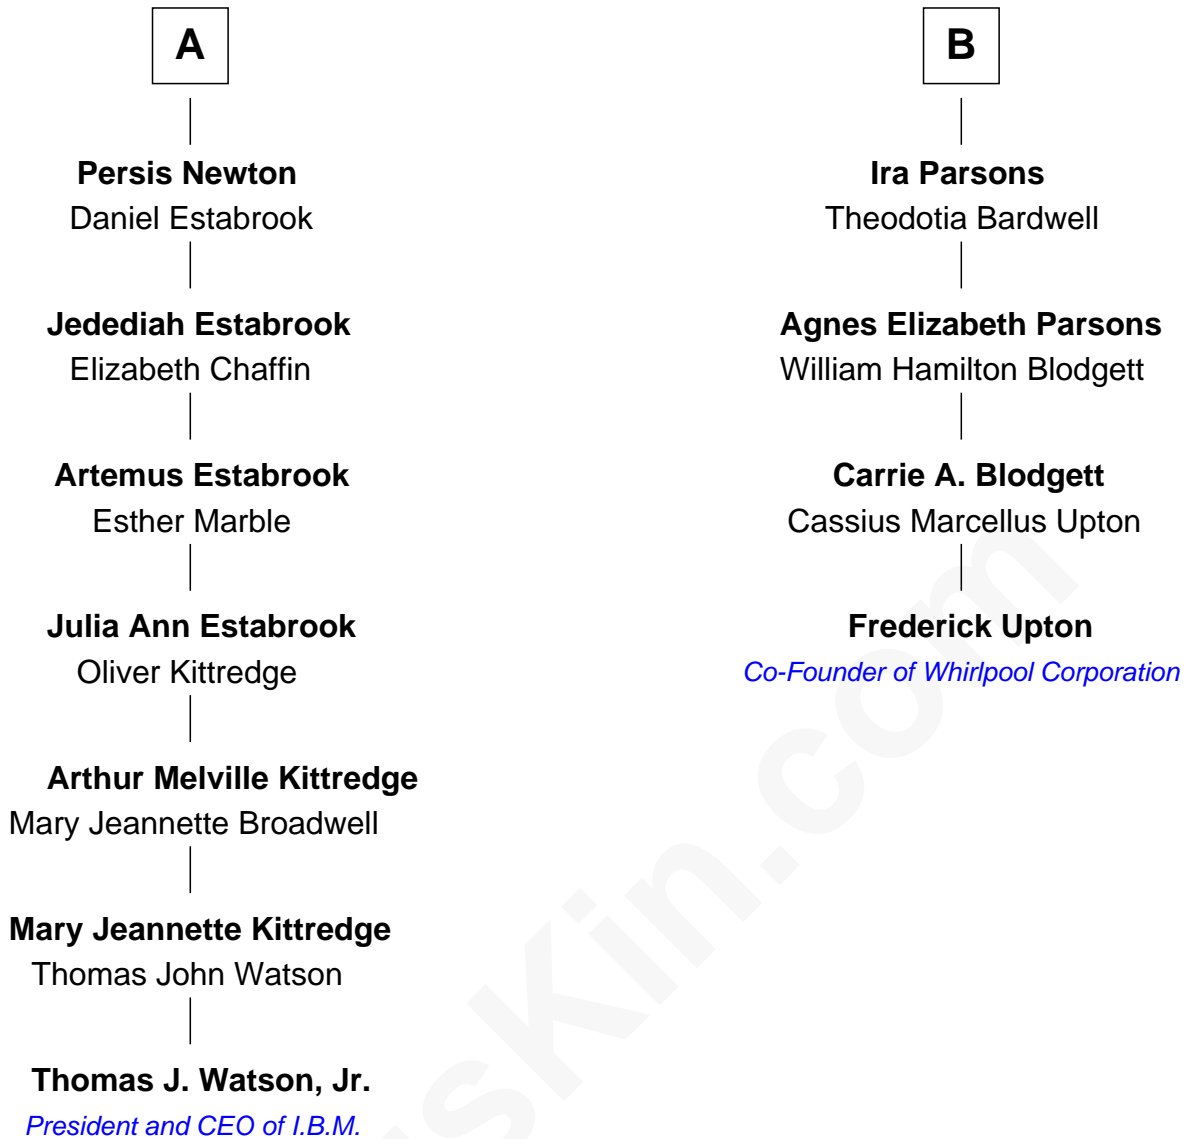 A
Persis Newton
Daniel Estabrook
Jedediah Estabrook
Elizabeth Chaffin
Artemus Estabrook
Esther Marble
Julia Ann Estabrook
Oliver Kittredge
Arthur Melville Kittredge
Mary Jeannette Broadwell
Mary Jeannette Kittredge
Thomas John Watson
Thomas J. Watson, Jr.
President and CEO of I.B.M.
B
Ira Parsons
Theodotia Bardwell
Agnes Elizabeth Parsons
William Hamilton Blodgett
Carrie A. Blodgett
Cassius Marcellus Upton
Frederick Upton
Co-Founder of Whirlpool Corporation
sKin.com